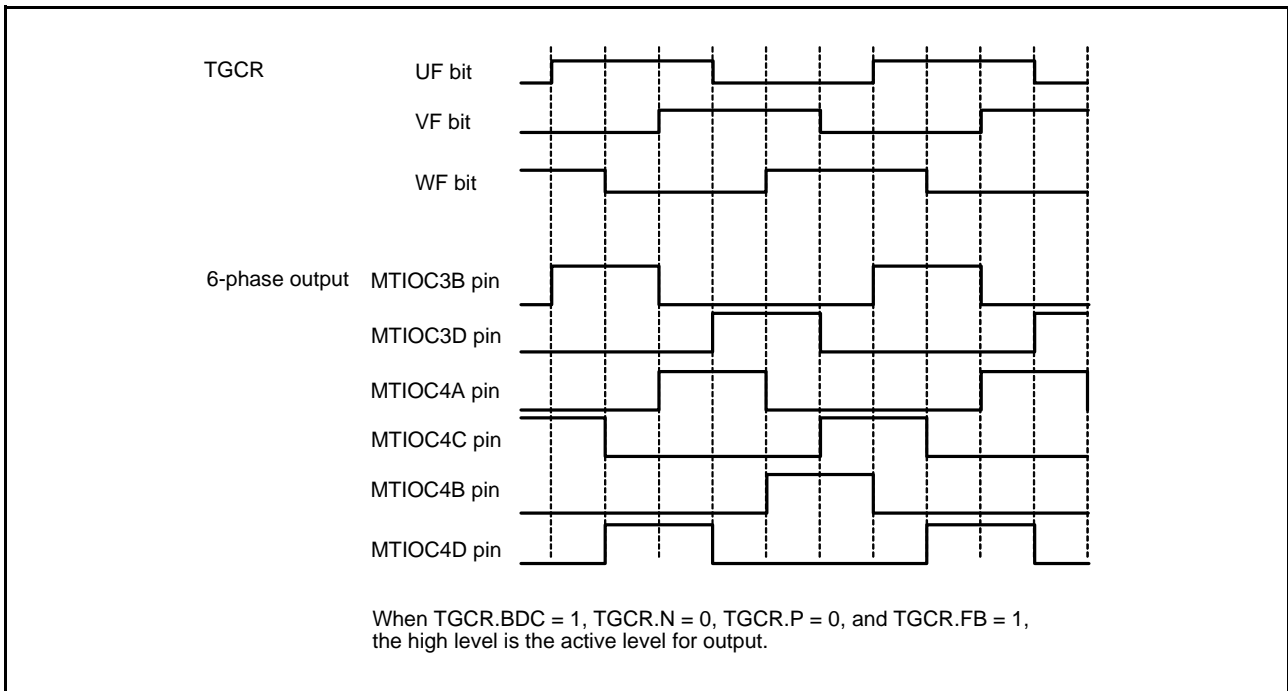 TGCR UF bit
VF bit
WF bit
6-phase output MTIOC3B pin
MTIOC3D pin
MTIOC4A pin
MTIOC4C pin
MTIOC4B pin
MTIOC4D pin
When TGCR.BDC = 1, TGCR.N = 0, TGCR.P = 0, and TGCR.FB = 1,
the high level is the active level for output.